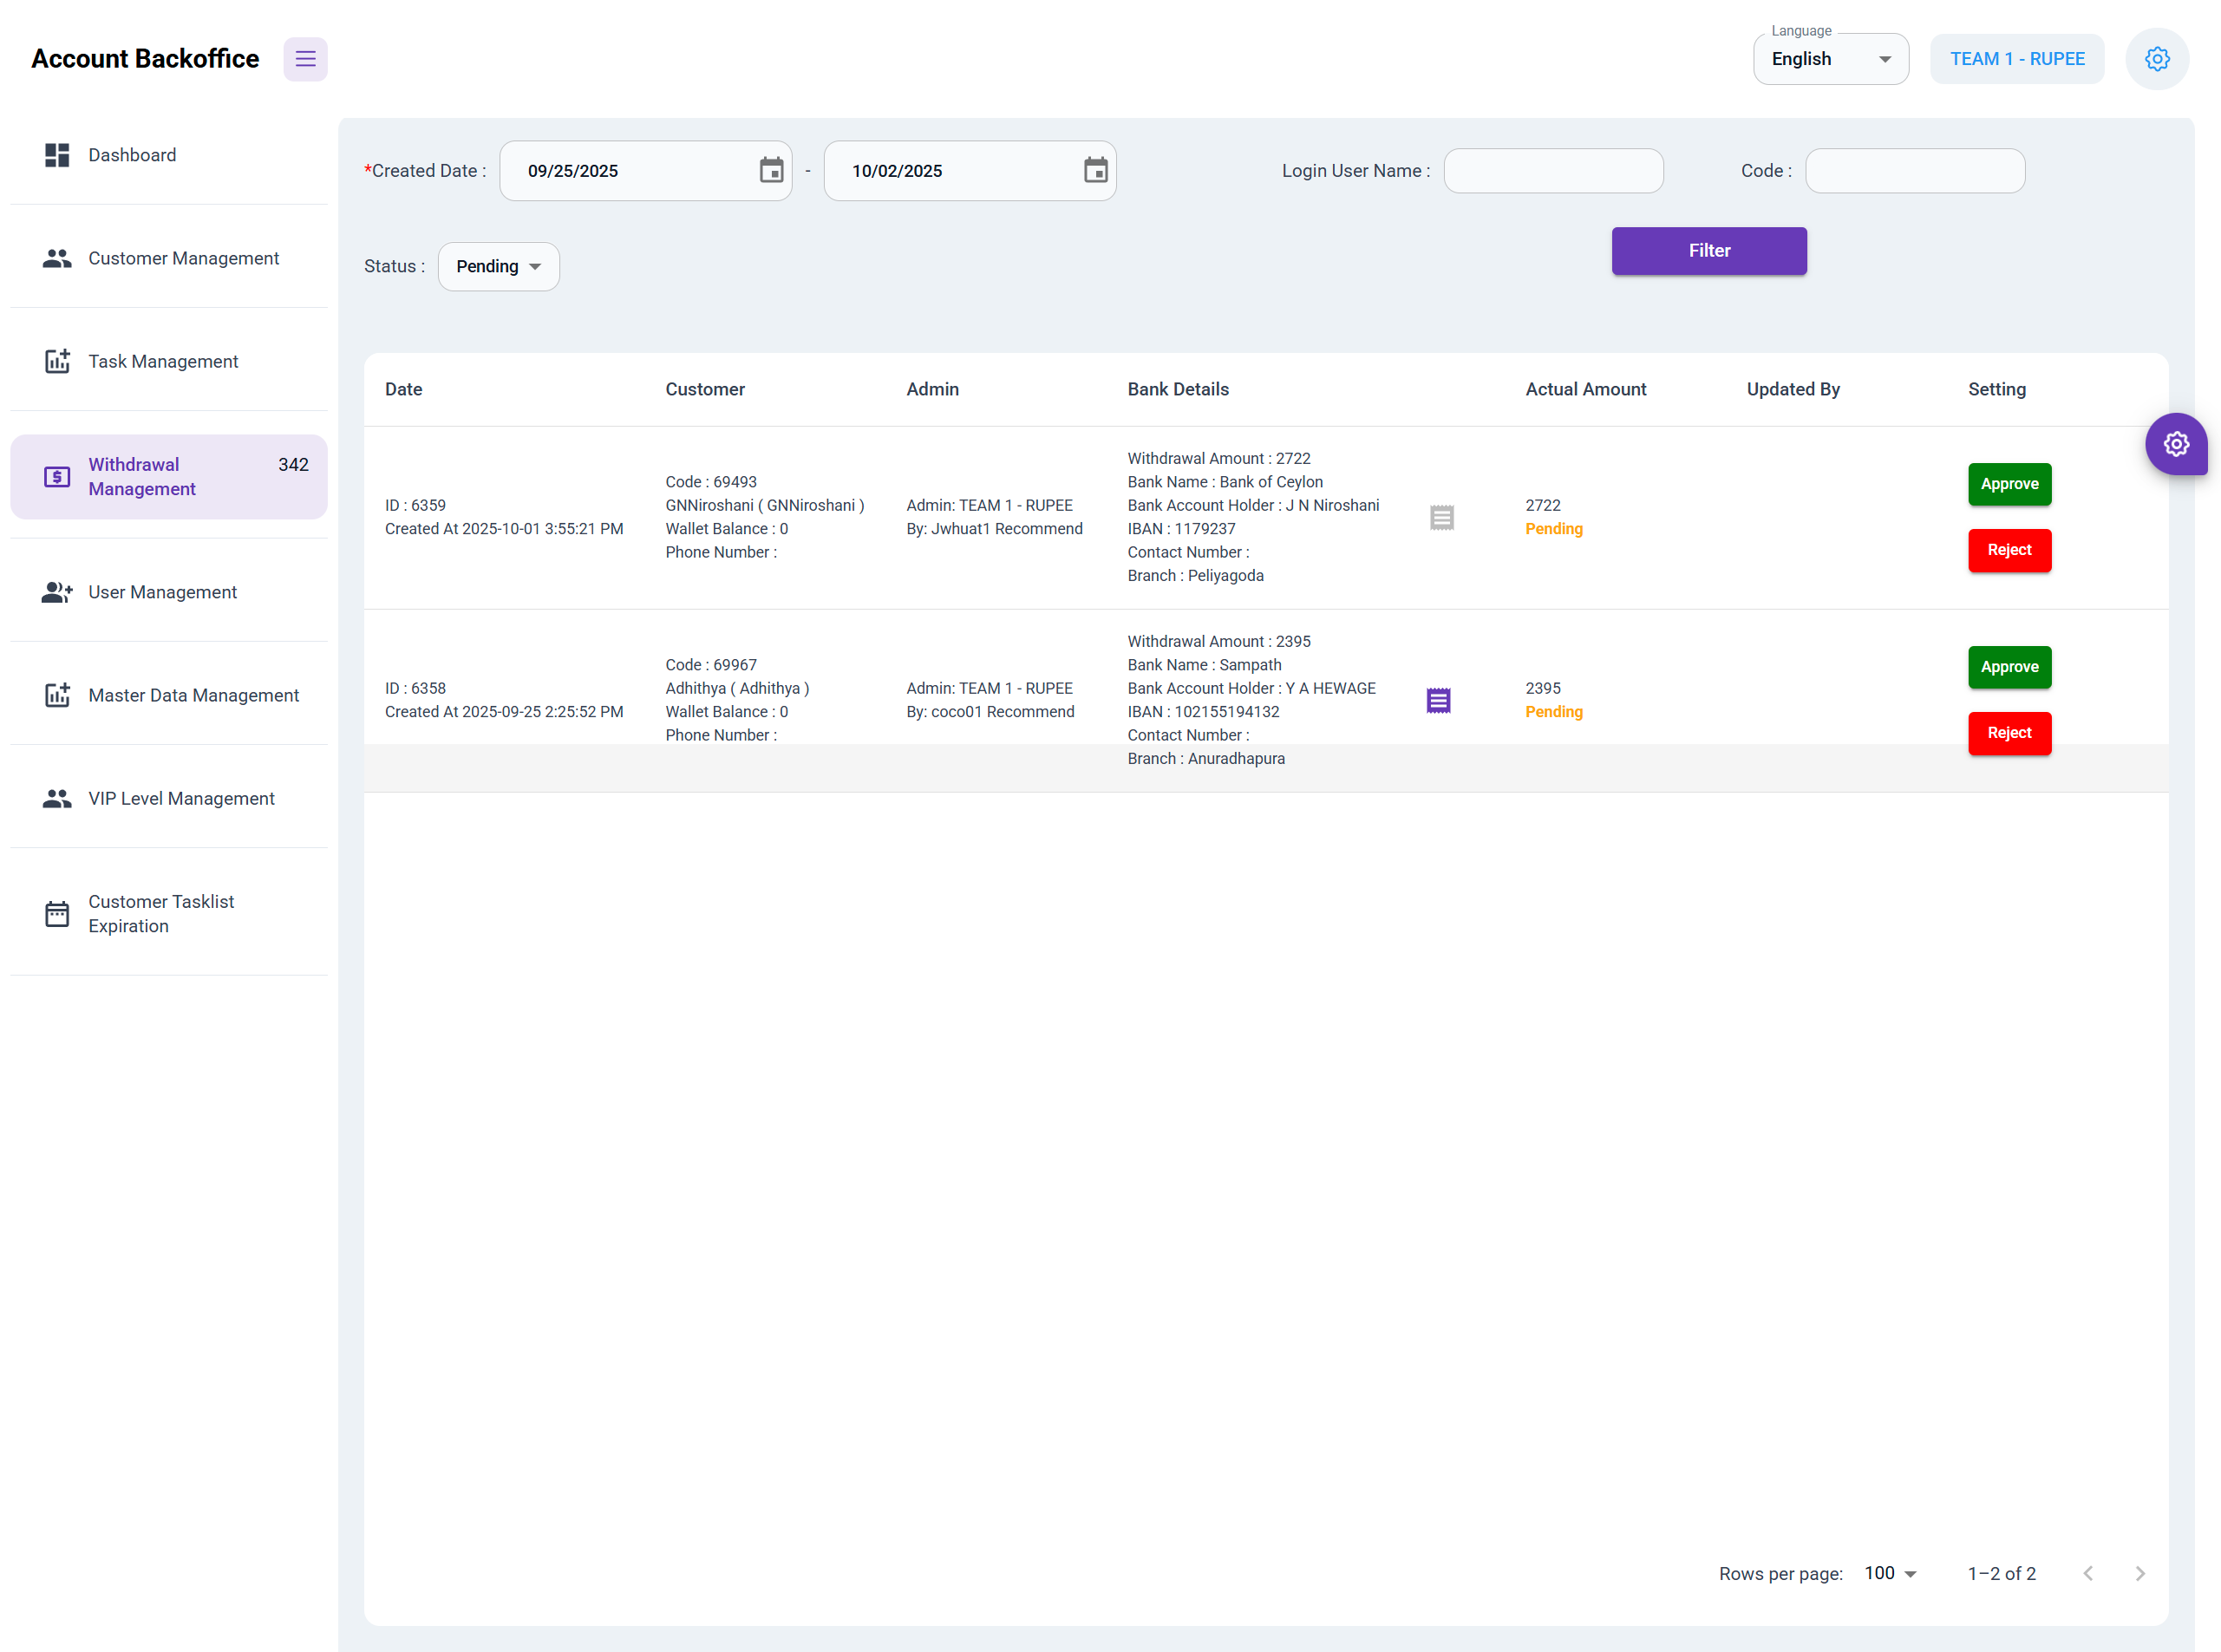 Account Backoffice
Language
English
TEAM 1 - RUPEE
Dashboard
Customer Management
Task Management
Withdrawal Management
342
User Management
Master Data Management
VIP Level Management
Customer Tasklist Expiration
*Created Date :
09/25/2025
-
10/02/2025
Login User Name :
Code :
Status :
Pending
Filter
Date
Customer
Admin
Bank Details
Actual Amount
Updated By
Setting
ID : 6359
Created At 2025-10-01 3:55:21 PM
Code : 69493
GNNiroshani ( GNNiroshani )
Wallet Balance : 0
Phone Number :
Admin: TEAM 1 - RUPEE
By: Jwhuat1 Recommend
Withdrawal Amount : 2722
Bank Name : Bank of Ceylon
Bank Account Holder : J N Niroshani
IBAN : 1179237
Contact Number :
Branch : Peliyagoda
2722
Pending
Approve
Reject
ID : 6358
Created At 2025-09-25 2:25:52 PM
Code : 69967
Adhithya ( Adhithya )
Wallet Balance : 0
Phone Number :
Admin: TEAM 1 - RUPEE
By: coco01 Recommend
Withdrawal Amount : 2395
Bank Name : Sampath
Bank Account Holder : Y A HEWAGE
IBAN : 102155194132
Contact Number :
Branch : Anuradhapura
2395
Pending
Approve
Reject
Rows per page:
100
1–2 of 2